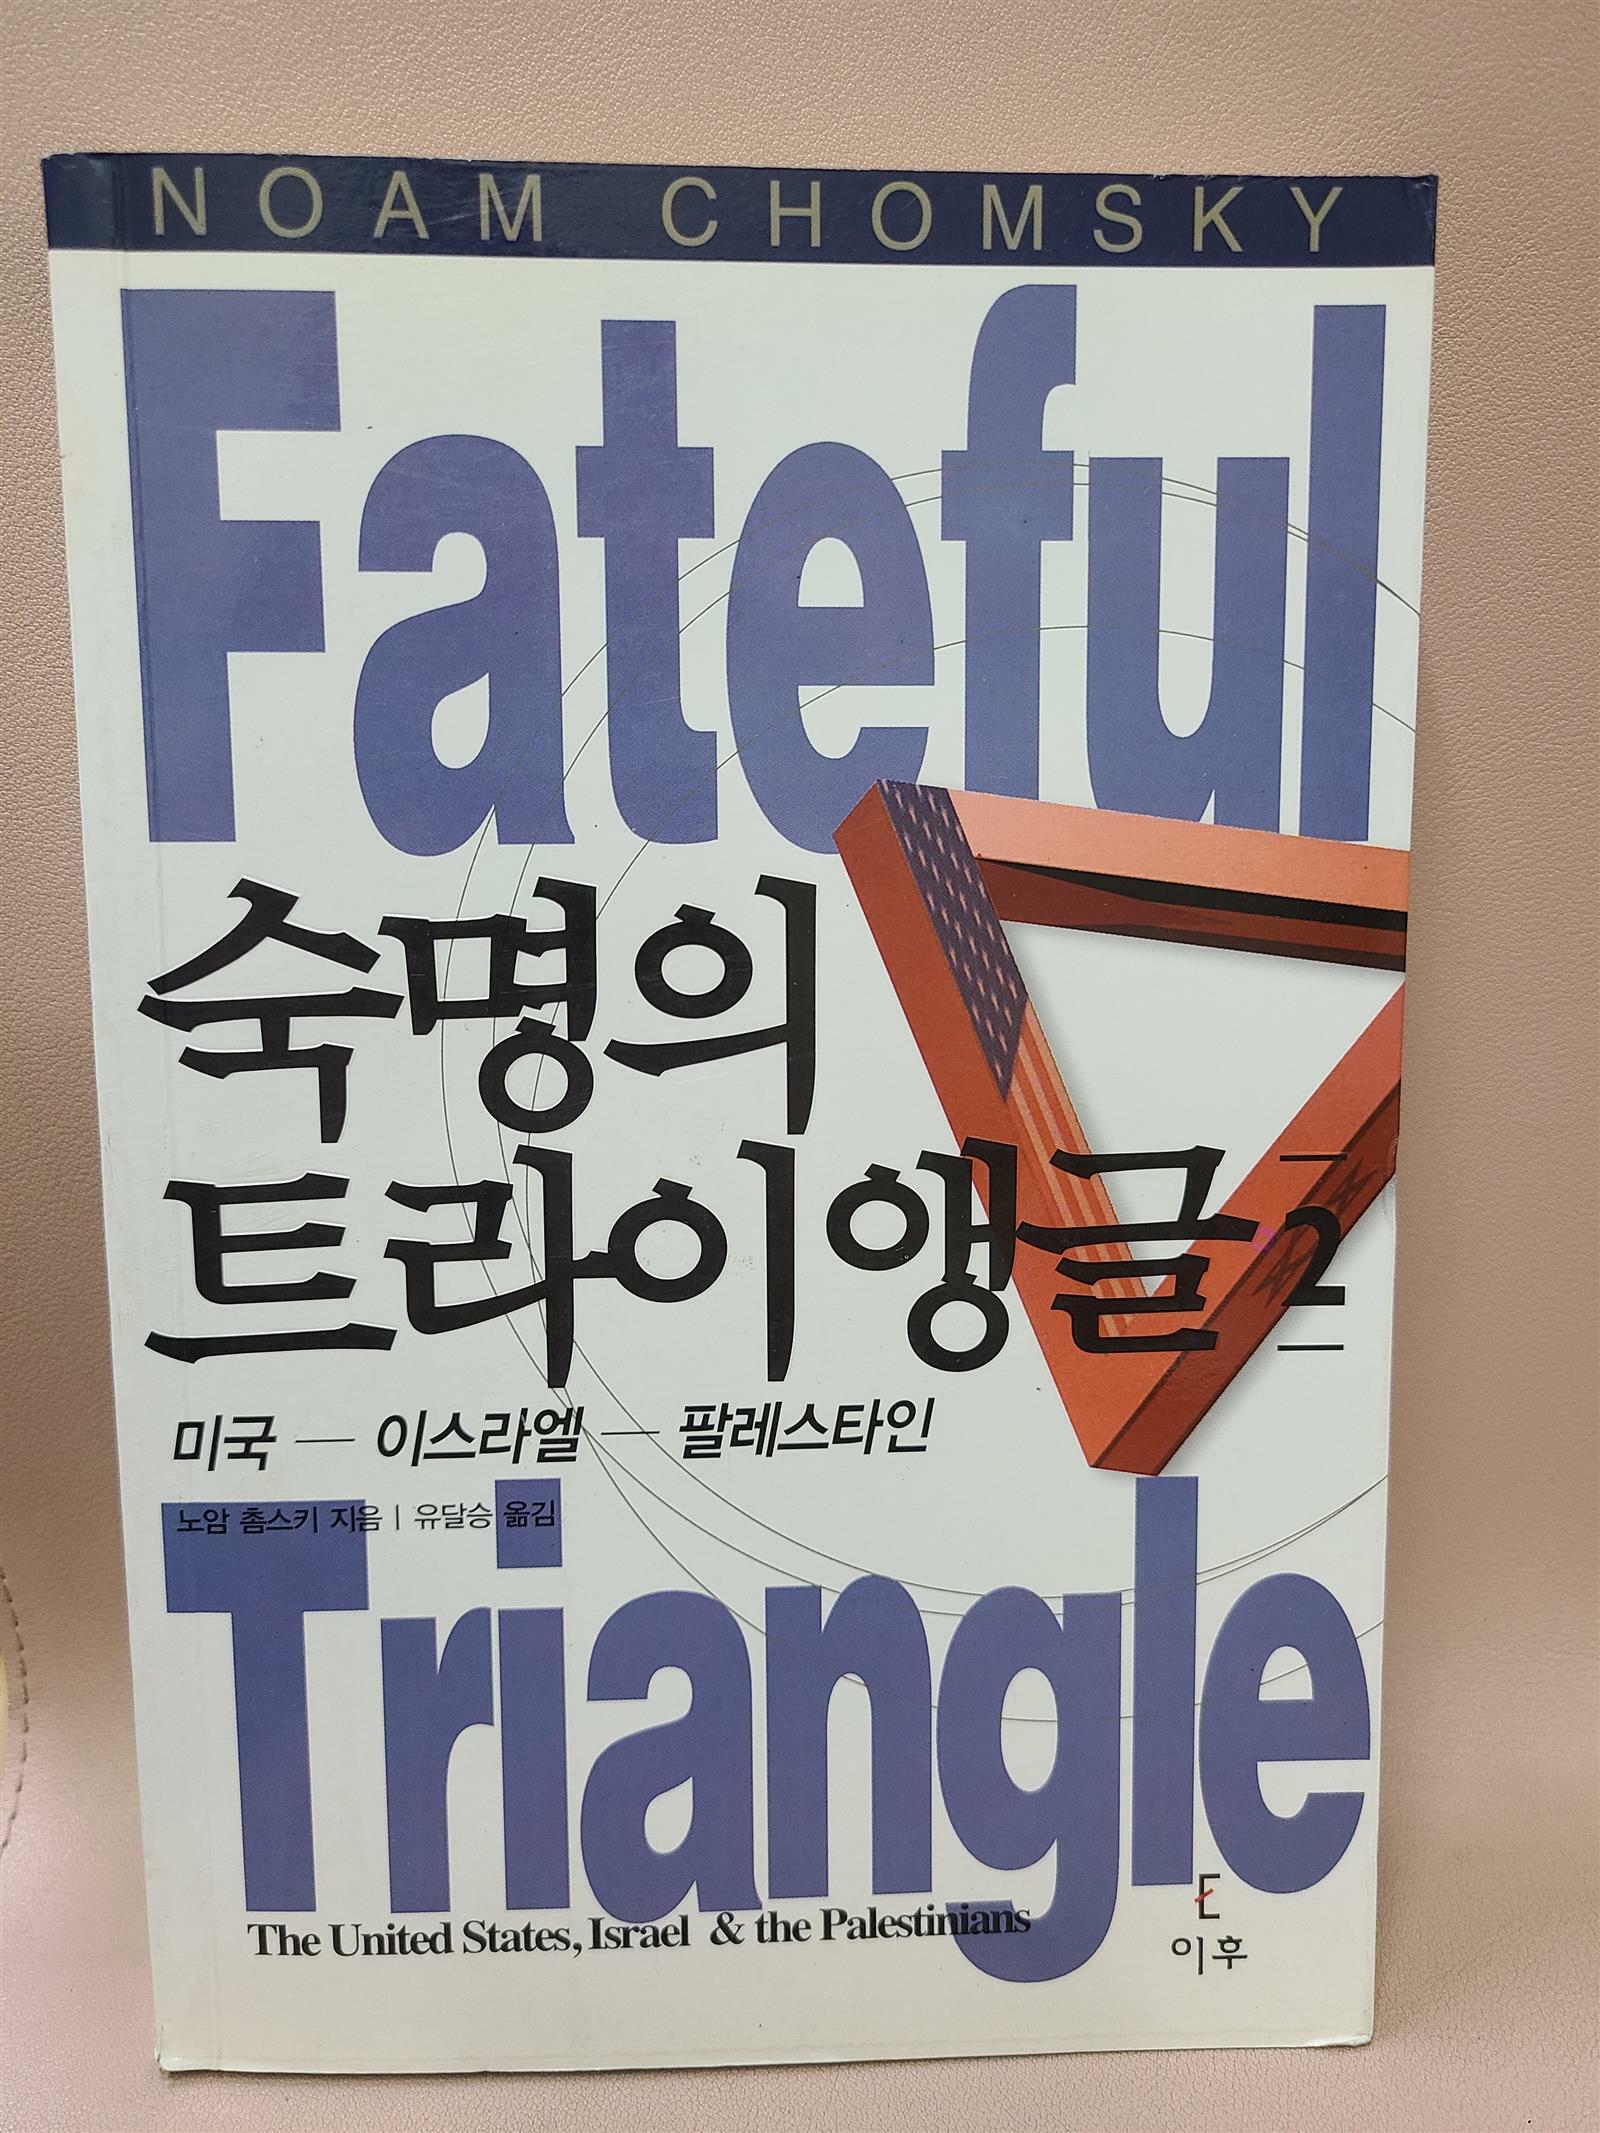 NOAM CHOMSKY
Fateful
숙명의
트라이앵글 2
미국 — 이스라엘 — 팔레스타인
노암 촘스키 지음 | 유달승 옮김
Triangle
The United States, Israel & the Palestinians
이후